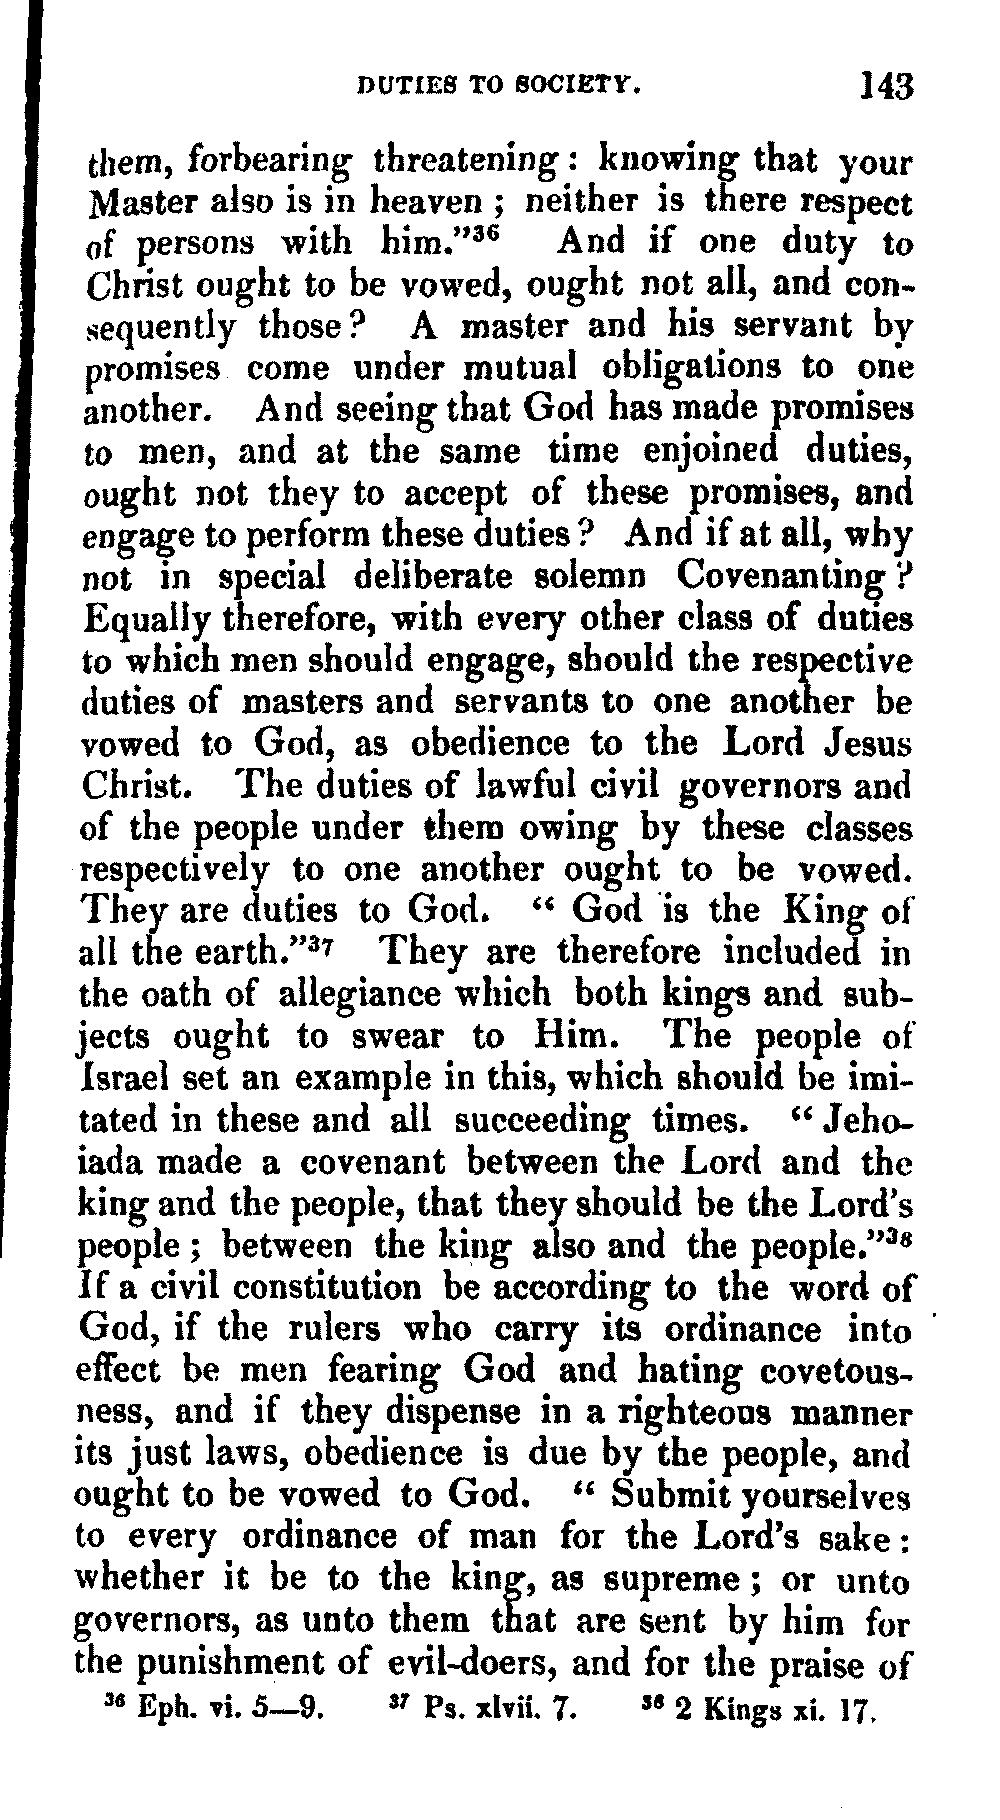 DUTIES TO SOCIETY. 143
them, forbearing threatening: knowing that your
Master also is in heaven; neither is there respect
of persons with him."³⁶ And if one duty to
Christ ought to be vowed, ought not all, and con-
sequently those? A master and his servant by
promises come under mutual obligations to one
another. And seeing that God has made promises
to men, and at the same time enjoined duties,
ought not they to accept of these promises, and
engage to perform these duties? And if at all, why
not in special deliberate solemn Covenanting?
Equally therefore, with every other class of duties
to which men should engage, should the respective
duties of masters and servants to one another be
vowed to God, as obedience to the Lord Jesus
Christ. The duties of lawful civil governors and
of the people under them owing by these classes
respectively to one another ought to be vowed.
They are duties to God. "God is the King of
all the earth."³⁷ They are therefore included in
the oath of allegiance which both kings and sub-
jects ought to swear to Him. The people of
Israel set an example in this, which should be imi-
tated in these and all succeeding times. "Jeho-
iada made a covenant between the Lord and the
king and the people, that they should be the Lord's
people; between the king also and the people."³⁸
If a civil constitution be according to the word of
God, if the rulers who carry its ordinance into
effect be men fearing God and hating covetous-
ness, and if they dispense in a righteous manner
its just laws, obedience is due by the people, and
ought to be vowed to God. "Submit yourselves
to every ordinance of man for the Lord's sake:
whether it be to the king, as supreme; or unto
governors, as unto them that are sent by him for
the punishment of evil-doers, and for the praise of
³⁶ Eph. vi. 5—9. ³⁷ Ps. xlvii. 7. ³⁸ 2 Kings xi. 17.